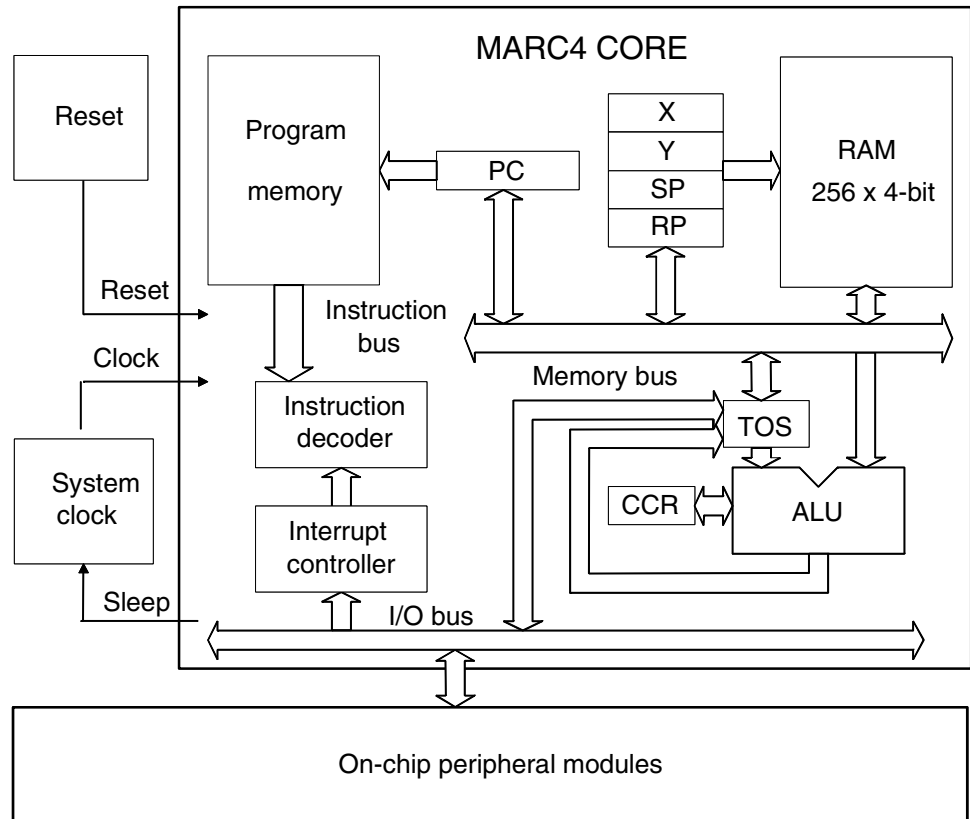 MARC4 CORE
Reset
Program
memory
PC
X
Y
SP
RP
RAM
256 x 4-bit
Reset
Instruction
bus
Clock
Memory bus
Instruction
decoder
TOS
System
clock
CCR
ALU
Interrupt
controller
Sleep
I/O bus
On-chip peripheral modules